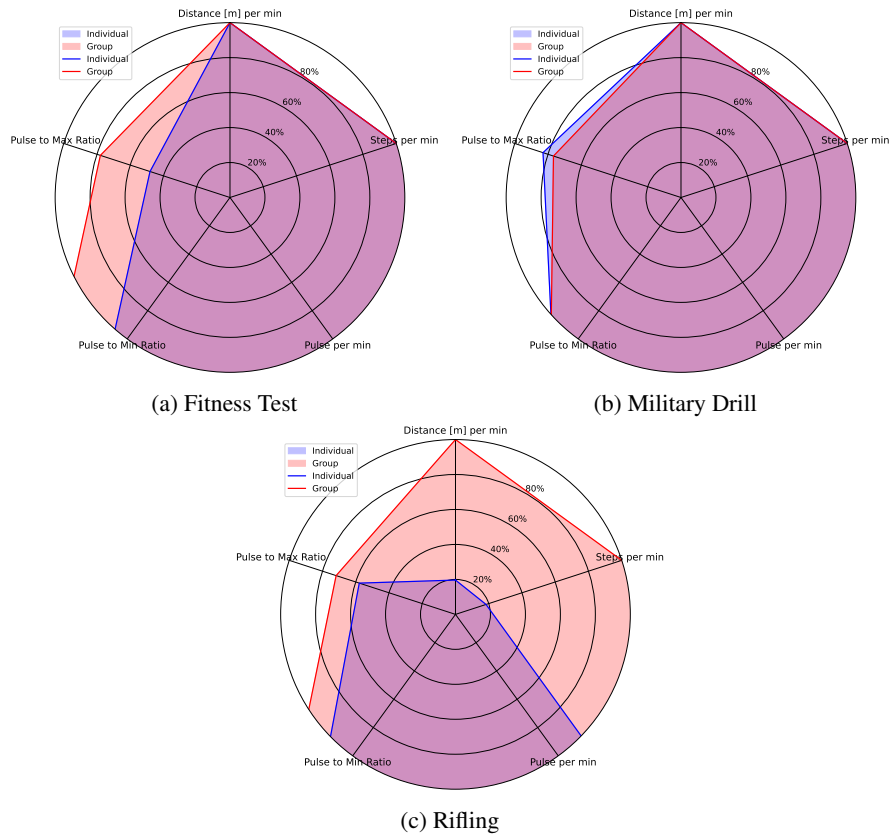 Distance [m] per min
Individual
Group
Individual
Group
80%
60%
40%
20%
Pulse to Max Ratio
Steps per min
Pulse to Min Ratio
Pulse per min
(a) Fitness Test
Distance [m] per min
Individual
Group
Individual
Group
80%
60%
40%
20%
Pulse to Max Ratio
Steps per min
Pulse to Min Ratio
Pulse per min
(b) Military Drill
Distance [m] per min
Individual
Group
Individual
Group
80%
60%
40%
20%
Pulse to Max Ratio
Steps per min
Pulse to Min Ratio
Pulse per min
(c) Rifling